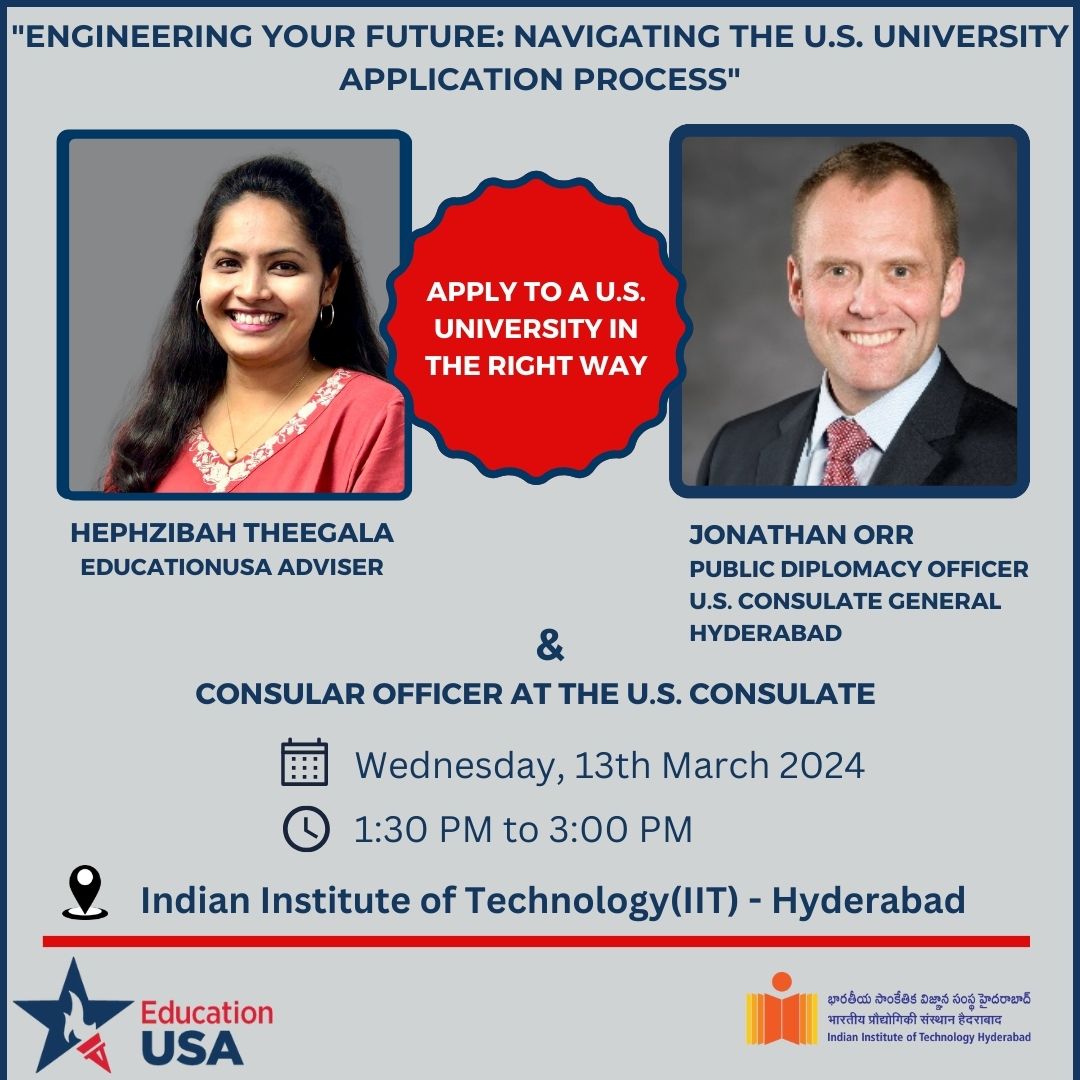 "ENGINEERING YOUR FUTURE: NAVIGATING THE U.S. UNIVERSITY
APPLICATION PROCESS"
APPLY TO A U.S.
UNIVERSITY IN
THE RIGHT WAY
HEPHZIBAH THEEGALA
EDUCATIONUSA ADVISER
JONATHAN ORR
PUBLIC DIPLOMACY OFFICER
U.S. CONSULATE GENERAL
HYDERABAD
&
CONSULAR OFFICER AT THE U.S. CONSULATE
Wednesday, 13th March 2024
1:30 PM to 3:00 PM
Indian Institute of Technology(IIT) - Hyderabad
Education
USA
భారతీయ సాంకేతిక విజ్ఞాన సంస్థ హైదరాబాద్
भारतीय प्रौद्योगिकी संस्थान हैदराबाद
Indian Institute of Technology Hyderabad